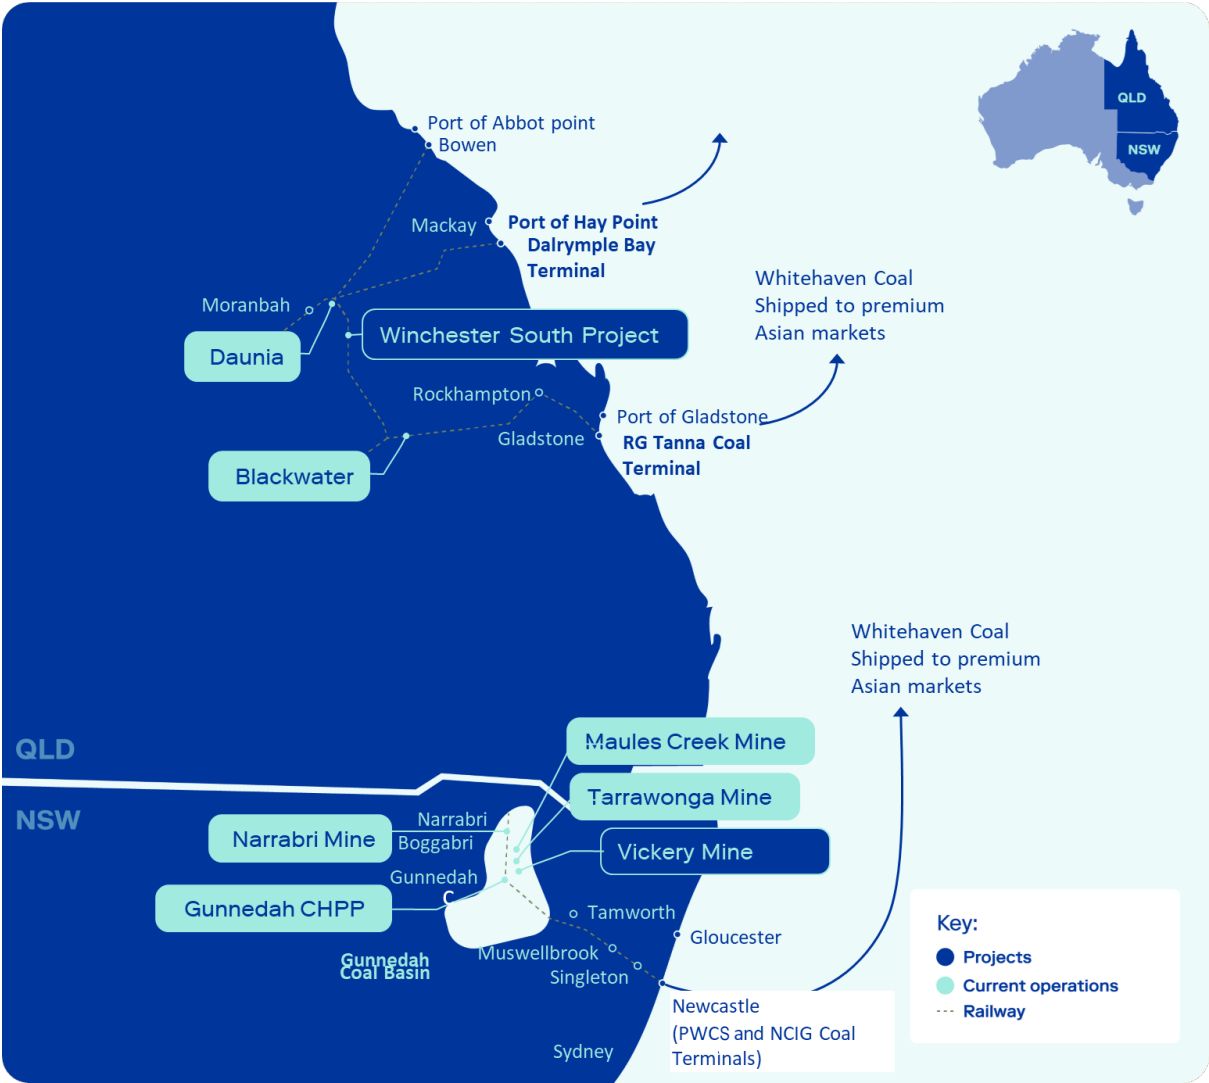 Port of Abbot point
Bowen
QLD
NSW
Mackay
Port of Hay Point
Dalrymple Bay
Terminal
Whitehaven Coal
Shipped to premium
Asian markets
Moranbah
Daunia
Winchester South Project
Rockhampton
Port of Gladstone
Gladstone
RG Tanna Coal
Terminal
Blackwater
Whitehaven Coal
Shipped to premium
Asian markets
QLD
NSW
Maules Creek Mine
Tarrawonga Mine
Narrabri
Narrabri Mine
Boggabri
Vickery Mine
Gunnedah
C
Gunnedah CHPP
Tamworth
Gloucester
Muswellbrook
Gunnedah
Coal Basin
Singleton
Newcastle
(PWCS and NCIG Coal
Terminals)
Sydney
Key:
Projects
Current operations
Railway